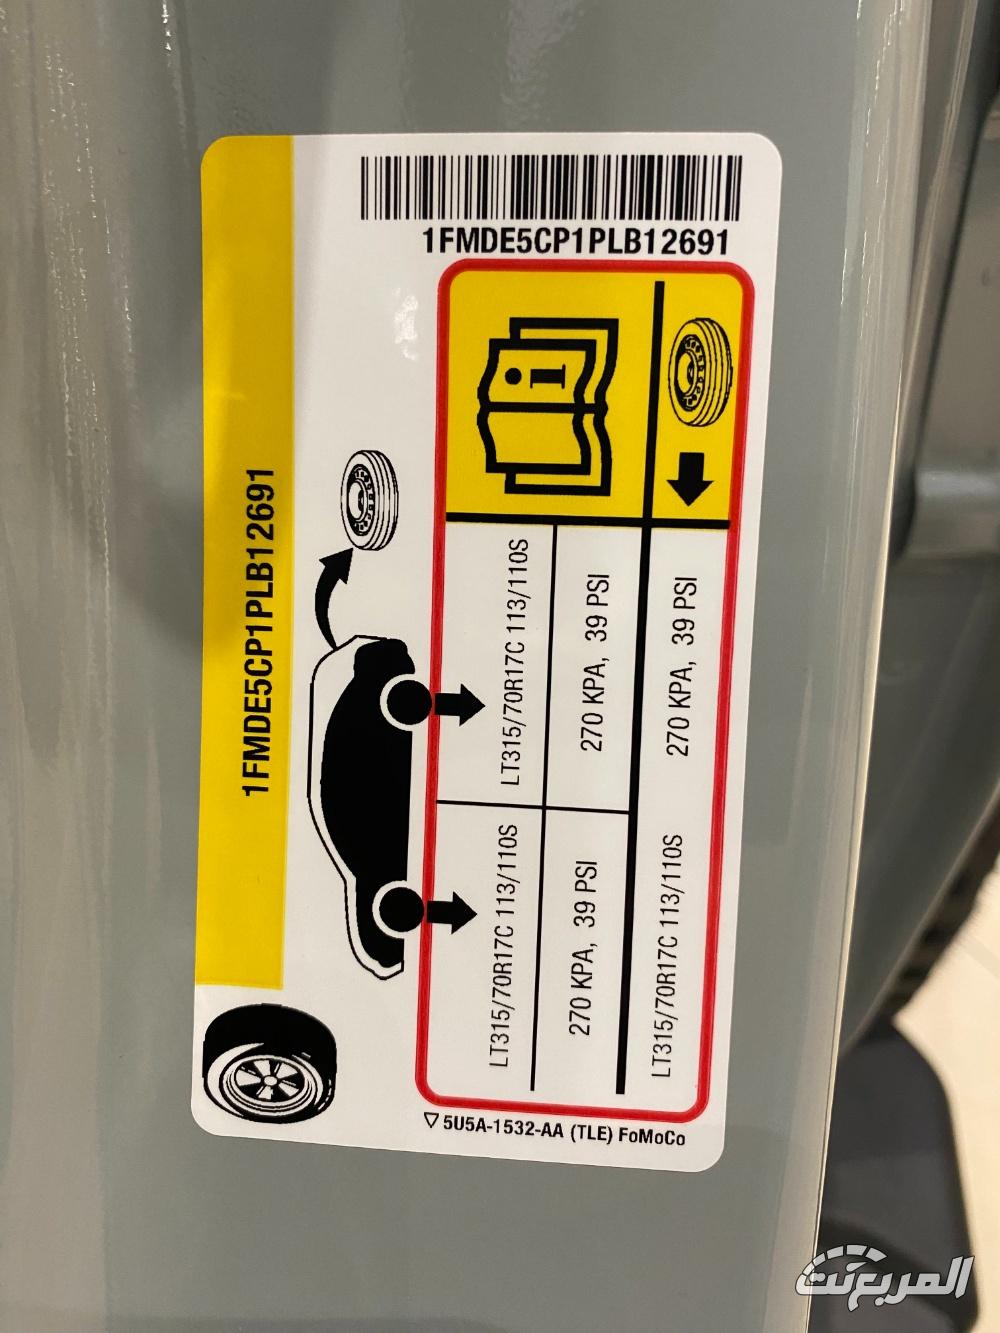 1FMDE5CP1PLB12691
1FMDE5CP1PLB12691
LT315/70R17C 113/110S
LT315/70R17C 113/110S
270 KPA, 39 PSI
270 KPA, 39 PSI
LT315/70R17C 113/110S
270 KPA, 39 PSI
i
5U5A-1532-AA (TLE) FoMoCo
المربع نت